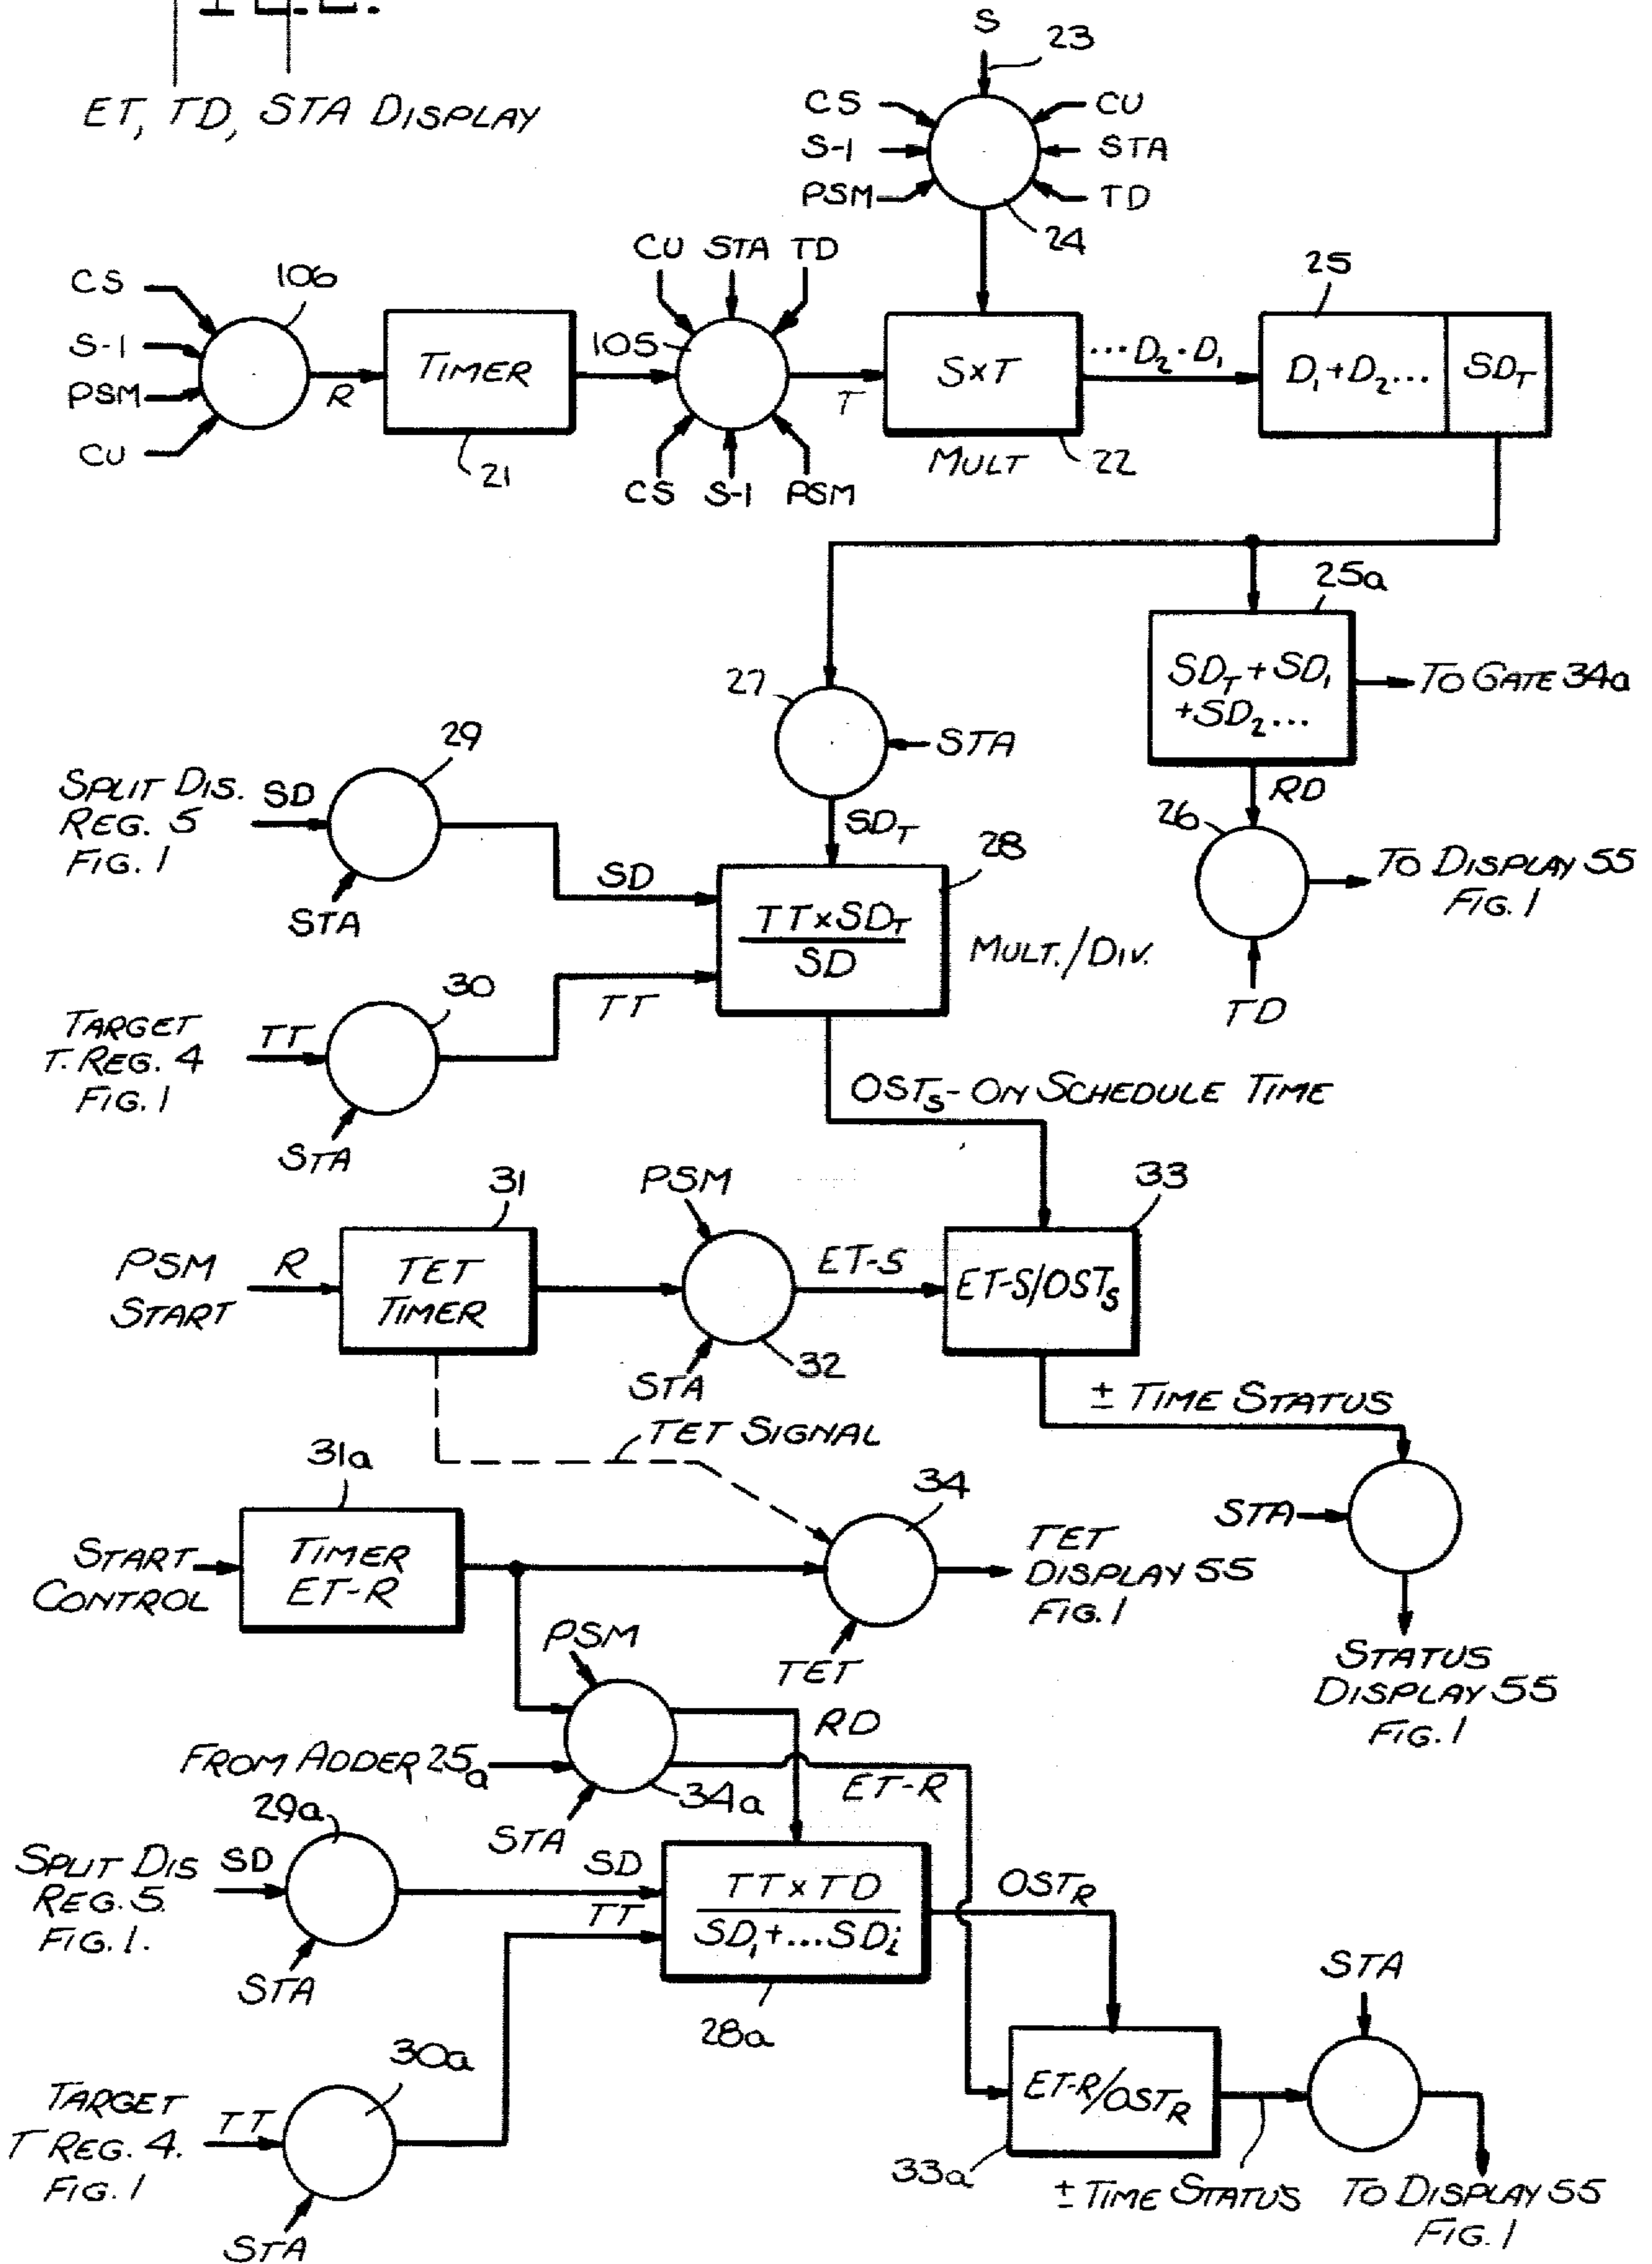 ET, TD, STA DISPLAY
S
23
CS
CU
S-1
STA
PSM
TD
24
CU STA TD
25
CS
106
S-1
PSM
CU
R
TIMER
21
105
T
S×T
MULT
22
...D2·D1
D1+D2...
SDT
CS S-1 PSM
25a
SDT+SD1
+SD2...
TO GATE 34a
RD
26
TO DISPLAY 55
FIG. 1
TD
27
STA
SDT
29
SPLIT DIS.
REG. 5
FIG. 1
SD
STA
SD
28
TT×SDT
SD
MULT./DIV.
30
TARGET
T. REG. 4
FIG. 1
TT
STA
TT
OSTS-ON SCHEDULE TIME
31
PSM
START
R
TET
TIMER
PSM
STA
32
ET-S
33
ET-S/OSTS
± TIME STATUS
TET SIGNAL
STA
STATUS
DISPLAY 55
FIG. 1
31a
START
CONTROL
TIMER
ET-R
34
TET
TET
DISPLAY 55
FIG. 1
PSM
FROM ADDER 25a
STA
34a
RD
ET-R
29a
SPLIT DIS
REG. 5.
FIG. 1.
SD
STA
SD
TT
TT×TD
SD1+...SDi
28a
OSTR
30a
TARGET
T REG. 4.
FIG. 1
TT
STA
ET-R/OSTR
33a
± TIME STATUS
STA
TO DISPLAY 55
FIG. 1